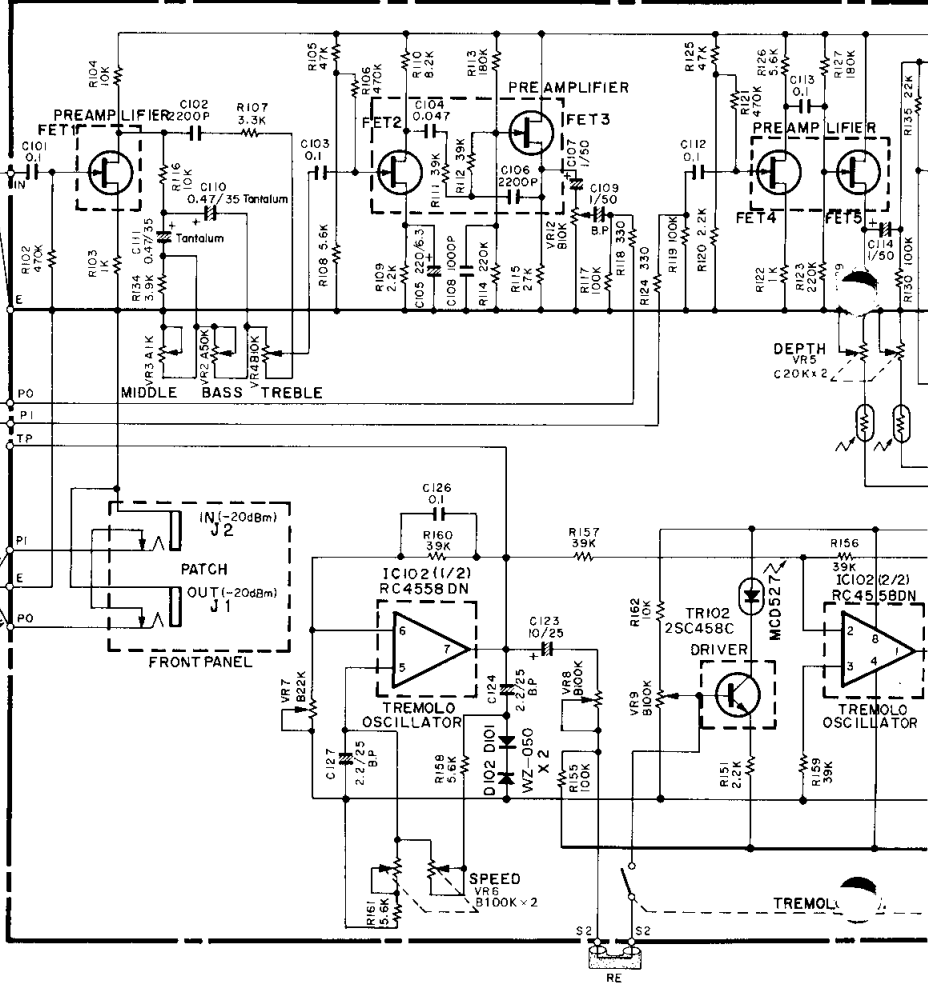 R104
10K
R105
47K
R106
470K
R110
8.2K
R113
180K
R125
47K
R121
470K
R126
5.6K
C113
0.1
R127
180K
R135 22K
PREAMPLIFIER
FET1
C102
2200P
R107
3.3K
C103
0.1
FET2
C104
0.047
R111 39K
R112 39K
PREAMPLIFIER
FET3
C106
2200P
C107
1/50
C109
1/50
B.P
C112
0.1
PREAMPLIFIER
FET4
FET5
C101
0.1
IN
R116
10K
C110
0.47/35 Tantalum
C111
0.47/35
Tantalum
R102
470K
R103
1K
R134
3.9K
R108 5.6K
R109
2.2K
C105 220/6.3
C108 1000P
R114 220K
R115
27K
VR12
B10K
R117
100K
R118 330
R124 330
R119 100K
R120 2.2K
R122
1K
R123
220K
C114
1/50
R130 100K
E
VR3 A1K
VR2 A50K
VR4 B10K
MIDDLE BASS TREBLE
DEPTH
VR5
C20K×2
PO
PI
TP
IN(-20dBm)
J2
PATCH
OUT(-20dBm)
J1
FRONT PANEL
PI
E
PO
C126
0.1
R160
39K
IC102(1/2)
RC4558DN
6
5
7
TREMOLO
OSCILLATOR
VR7
B22K
C127
2.2/25
B.P
R158
5.6K
C123
10/25
C124
2.2/25
B.P
D102 D101
WZ-050
X2
VR8
B100K
R155
100K
R157
39K
R162
10K
VR9
B100K
TR102
2SC458C
DRIVER
MCD527
R151
2.2K
R156
39K
IC102(2/2)
RC4558DN
2
3
8
4
1
TREMOLO
OSCILLATOR
R159
39K
R161
5.6K
SPEED
VR6
B100K×2
TREMOL
S2
S2
RE